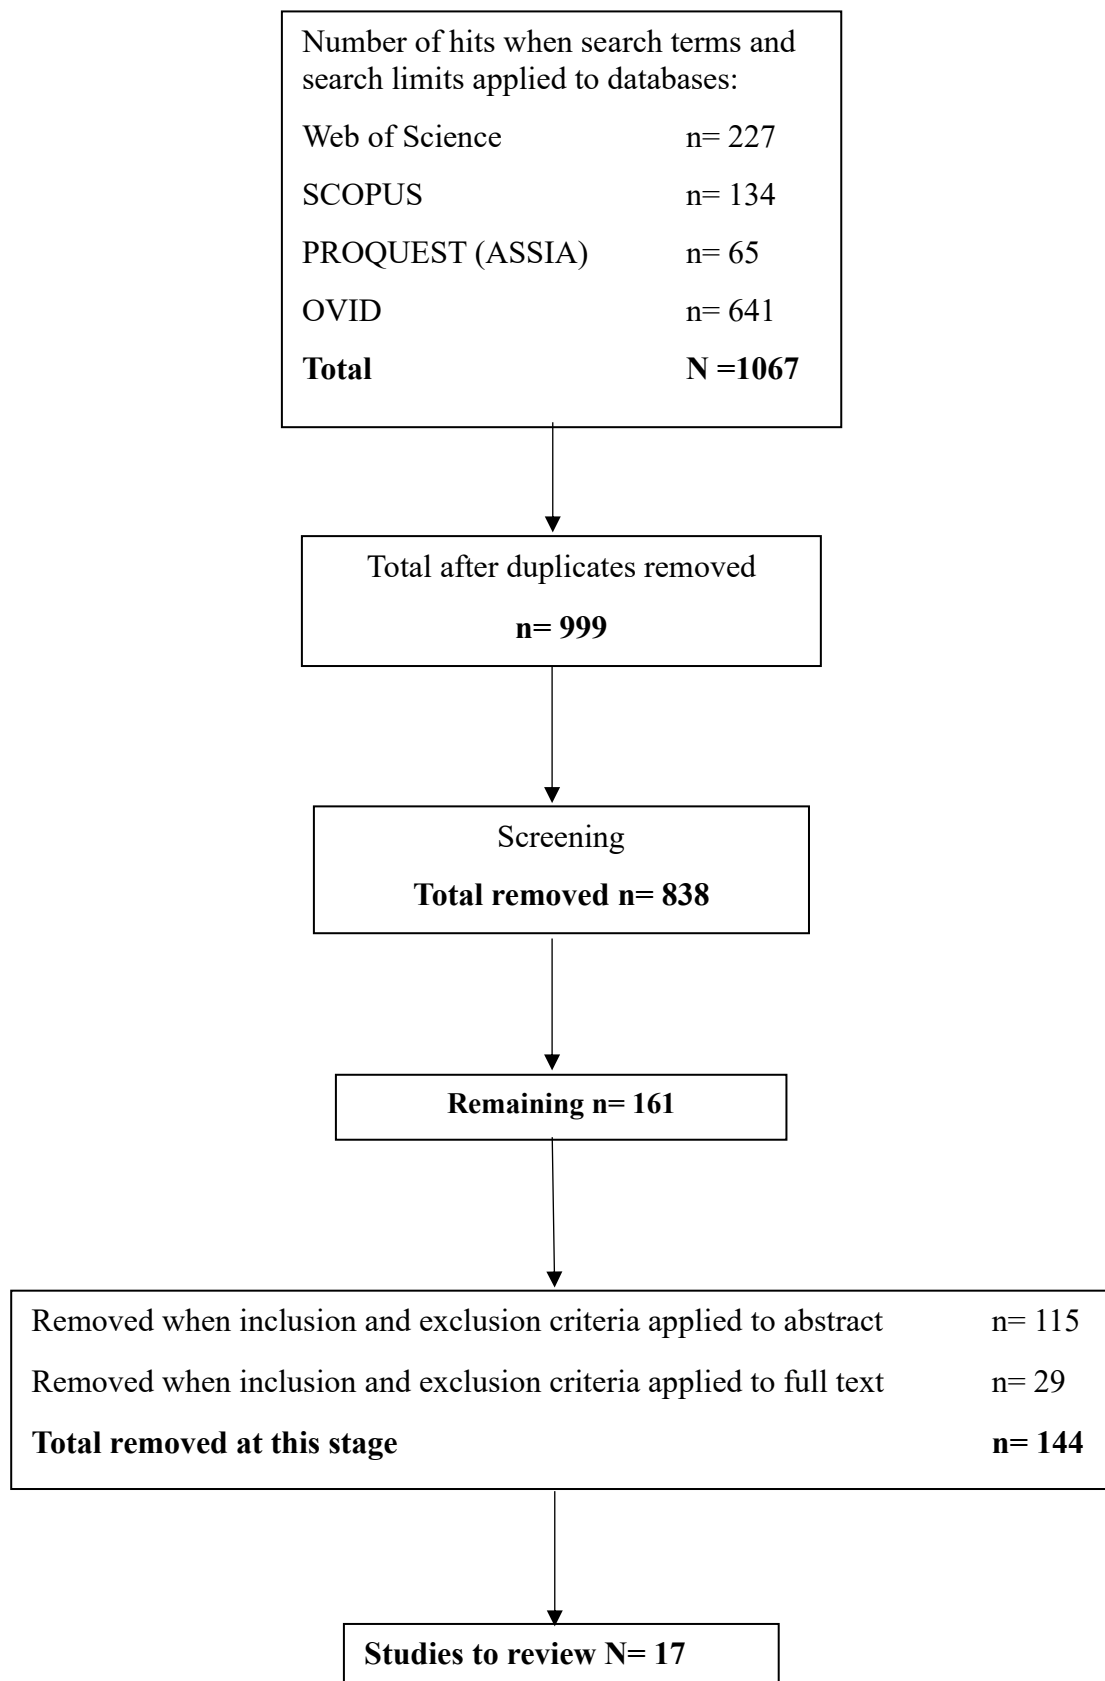 Number of hits when search terms and
search limits applied to databases:
Web of Science n= 227
SCOPUS n= 134
PROQUEST (ASSIA) n= 65
OVID n= 641
Total N =1067
Total after duplicates removed
n= 999
Screening
Total removed n= 838
Remaining n= 161
Removed when inclusion and exclusion criteria applied to abstract n= 115
Removed when inclusion and exclusion criteria applied to full text n= 29
Total removed at this stage n= 144
Studies to review N= 17